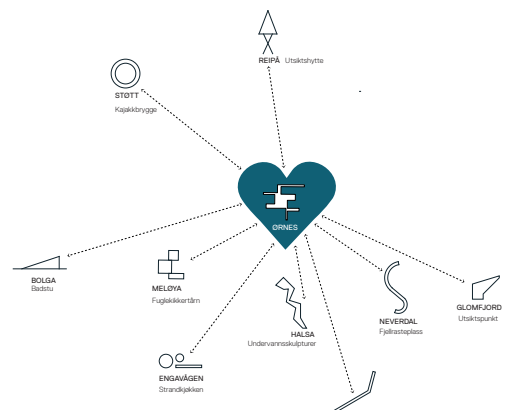 REIPÅ Utsiktshytte
STØTT
Kajakkbrygge
ØRNES
BOLGA
Badstu
MELØYA
Fuglekikkertårn
HALSA
Undervannsskulpturer
NEVERDAL
Fjellrasteplass
GLOMFJORD
Utsiktspunkt
ENGAVÅGEN
Strandkjøkken